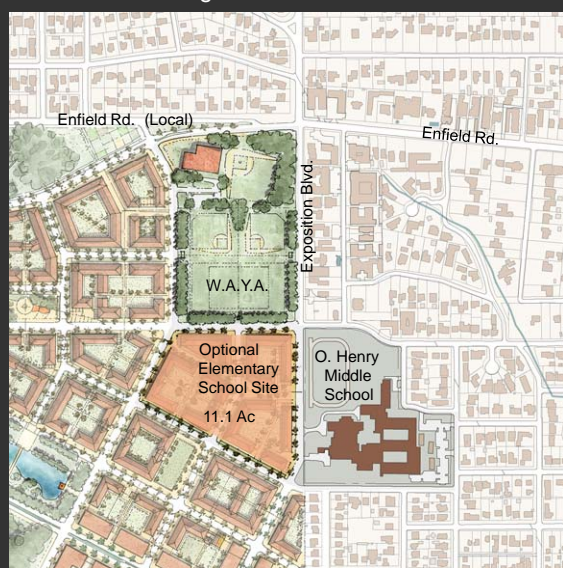 Enfield Rd. (Local)
Enfield Rd.
Exposition Blvd.
W.A.Y.A.
Optional
Elementary
School Site
11.1 Ac
O. Henry
Middle
School